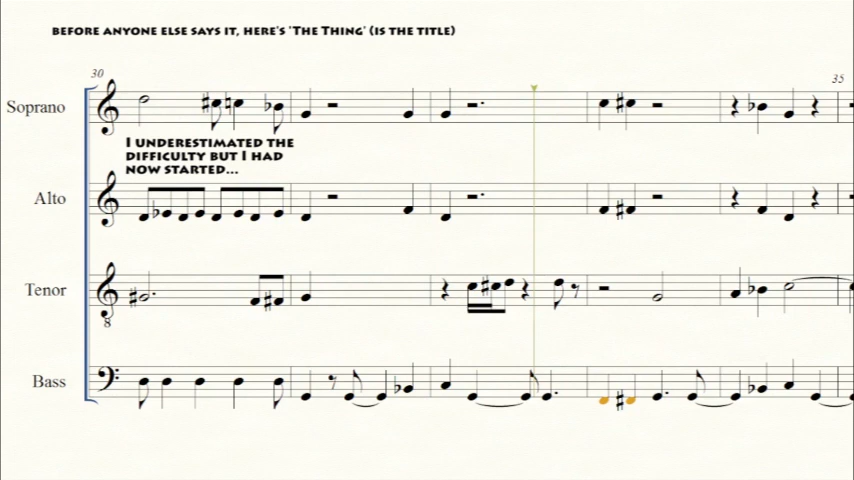 BEFORE ANYONE ELSE SAYS IT, HERE'S 'THE THING' (IS THE TITLE)
30
35
Soprano
I UNDERESTIMATED THE
DIFFICULTY BUT I HAD
NOW STARTED...
Alto
Tenor
8
Bass